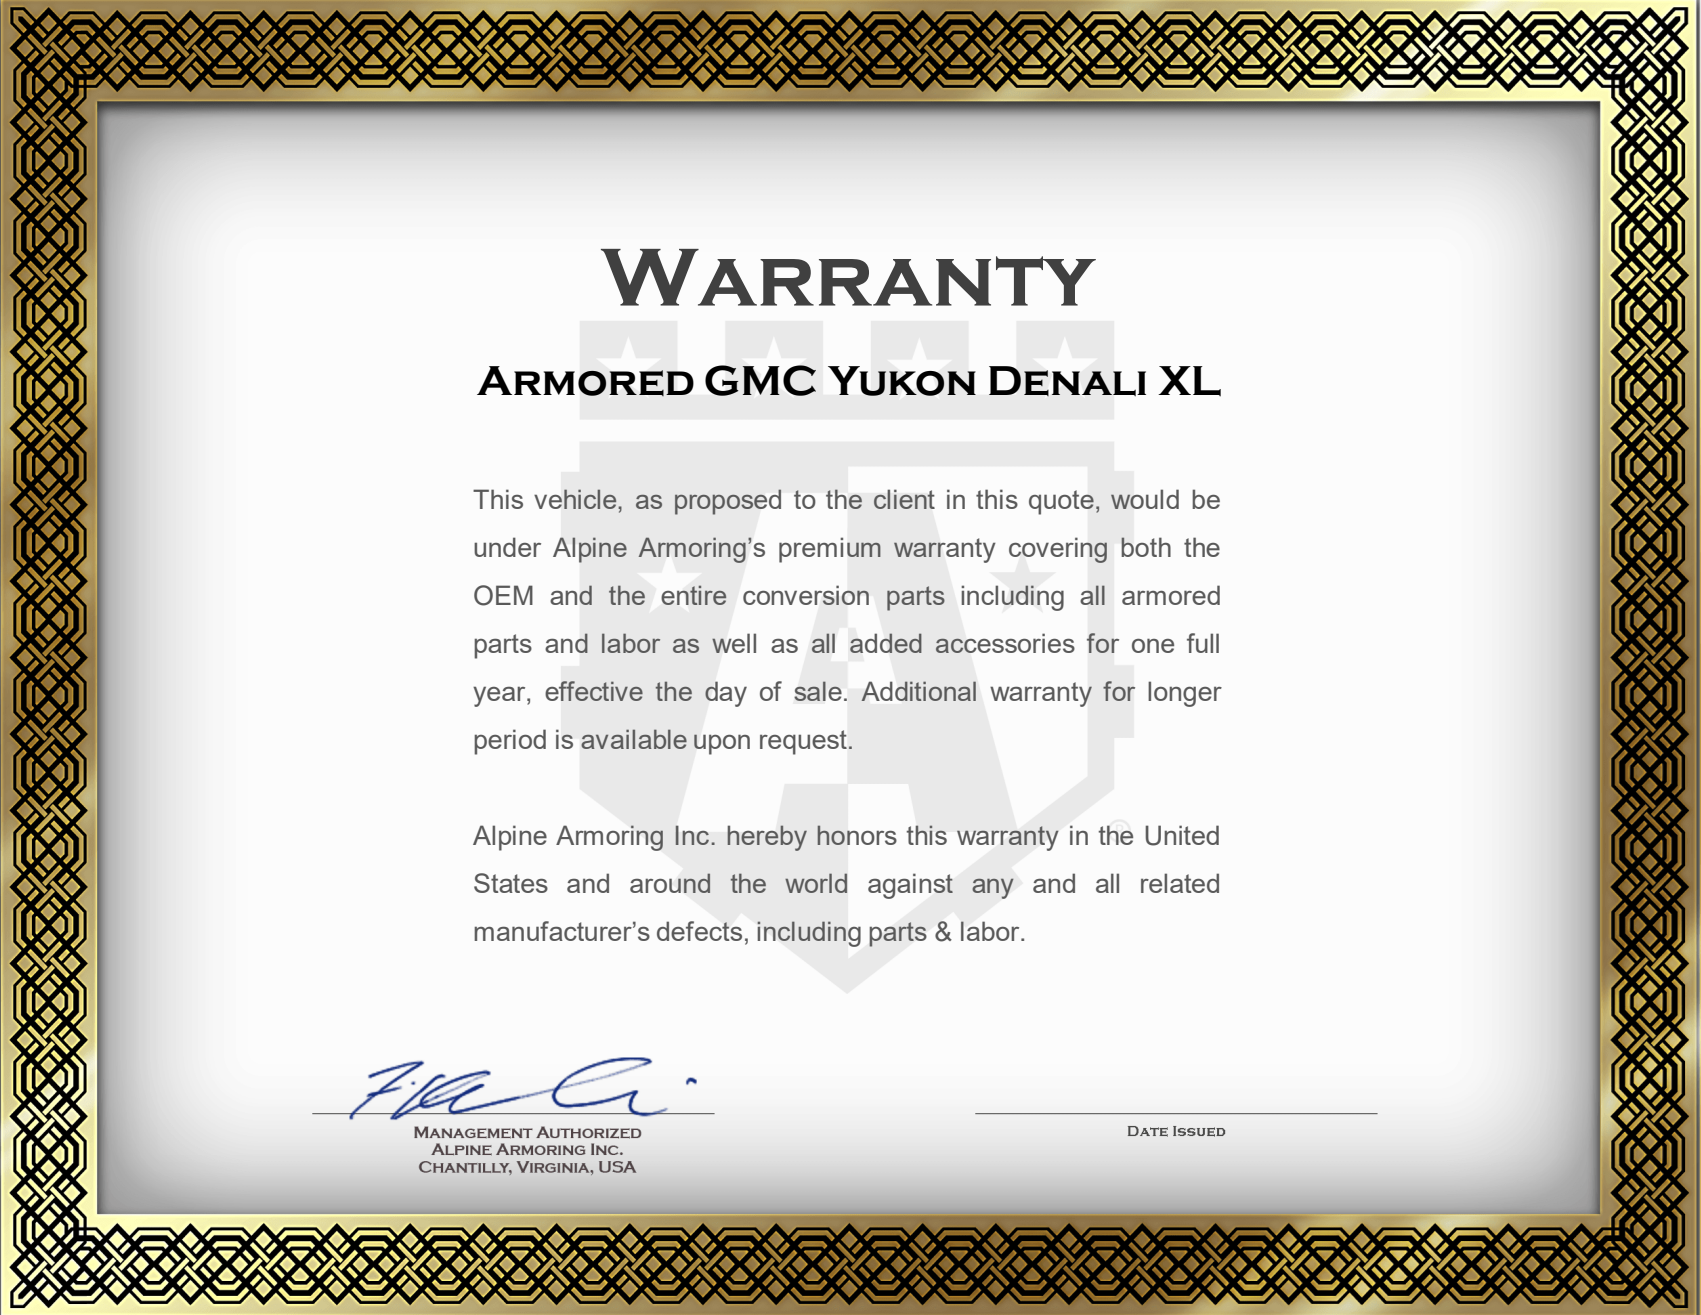 WARRANTY
ARMORED GMC YUKON DENALI XL
This vehicle, as proposed to the client in this quote, would be
under Alpine Armoring’s premium warranty covering both the
OEM and the entire conversion parts including all armored
parts and labor as well as all added accessories for one full
year, effective the day of sale. Additional warranty for longer
period is available upon request.
Alpine Armoring Inc. hereby honors this warranty in the United
States and around the world against any and all related
manufacturer’s defects, including parts & labor.
MANAGEMENT AUTHORIZED
ALPINE ARMORING INC.
CHANTILLY, VIRGINIA, USA
DATE ISSUED